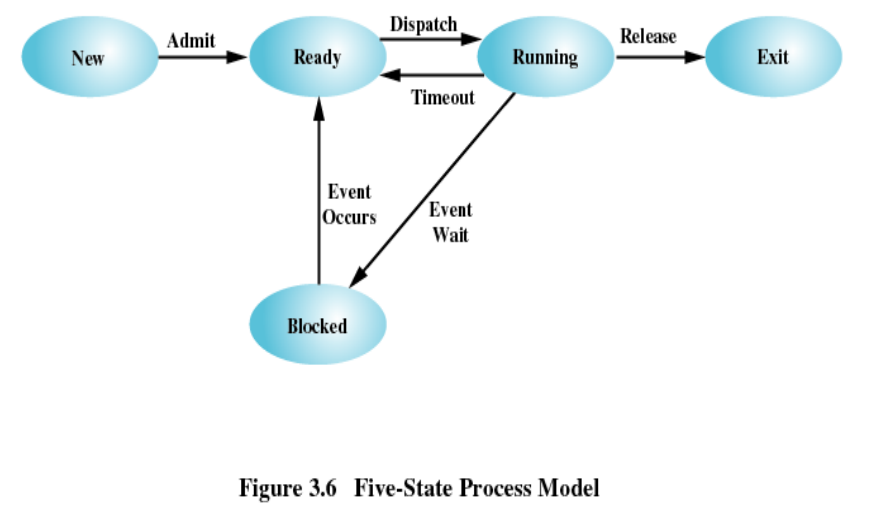 Dispatch
Admit
Release
New
Ready
Running
Exit
Timeout
Event
Occurs
Event
Wait
Blocked
Figure 3.6 Five-State Process Model